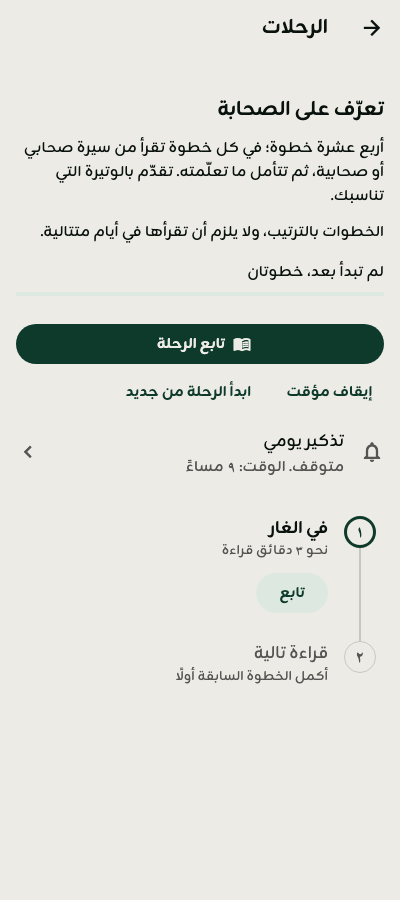 الرحلات
تعرّف على الصحابة
أربع عشرة خطوة؛ في كل خطوة تقرأ من سيرة صحابي
أو صحابية، ثم تتأمل ما تعلّمته. تقدّم بالوتيرة التي
تناسبك.
الخطوات بالترتيب، ولا يلزم أن تقرأها في أيام متتالية.
لم تبدأ بعد، خطوتان
تابع الرحلة
إيقاف مؤقت
ابدأ الرحلة من جديد
تذكير يومي
متوقف. الوقت: ٩ مساءً
١
في الغار
نحو ٣ دقائق قراءة
تابع
٢
قراءة تالية
أكمل الخطوة السابقة أولًا